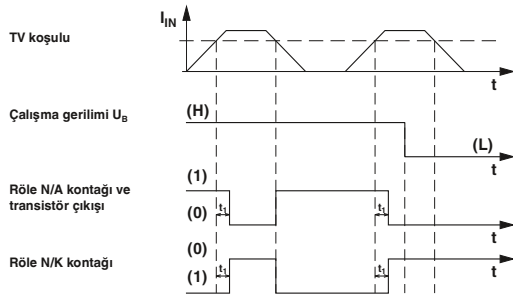 I_IN
TV koşulu
t
Çalışma gerilimi U_B
(H)
(L)
t
Röle N/A kontağı ve
transistör çıkışı
(1)
(0)
t₁
t₁
t
Röle N/K kontağı
(0)
(1)
t₁
t₁
t